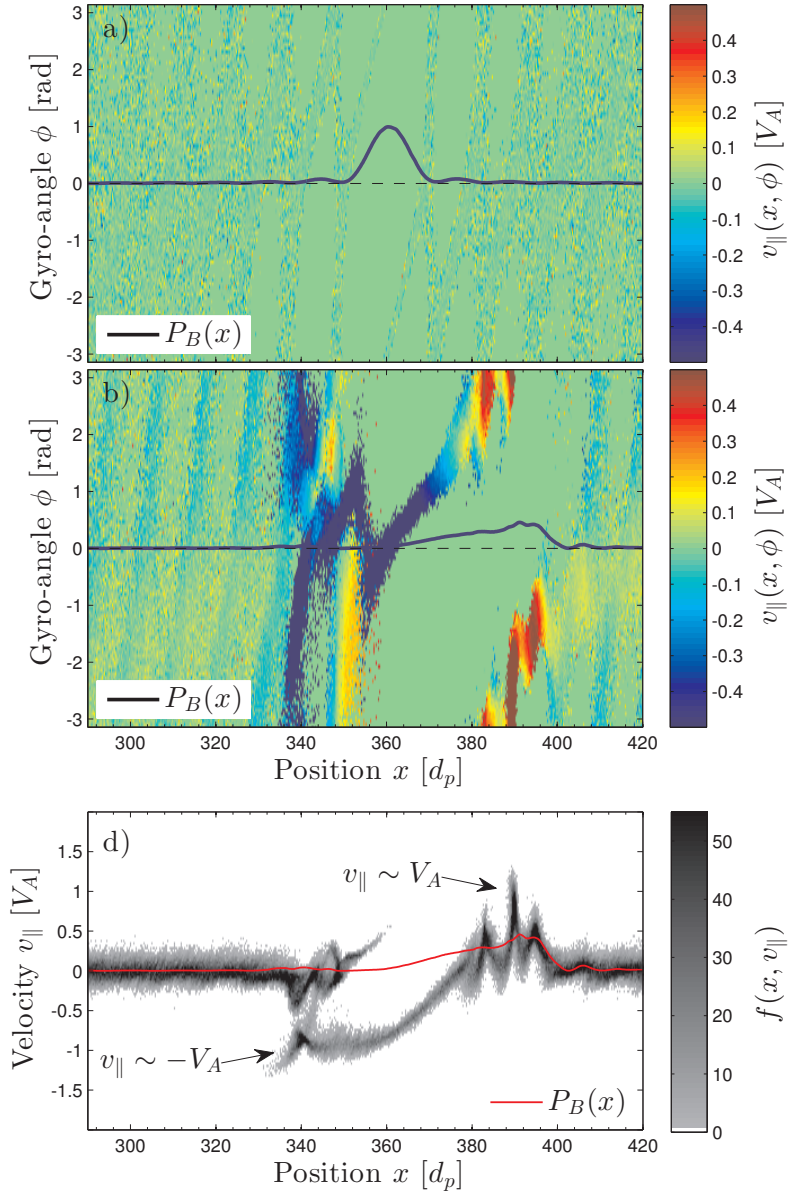 a)
3
2
1
0
-1
-2
-3
Gyro-angle ϕ [rad]
P_B(x)
0.4
0.3
0.2
0.1
0
-0.1
-0.2
-0.3
-0.4
v_∥(x, ϕ) [V_A]
b)
3
2
1
0
-1
-2
-3
Gyro-angle ϕ [rad]
P_B(x)
300 320 340 360 380 400 420
Position x [d_p]
0.4
0.3
0.2
0.1
0
-0.1
-0.2
-0.3
-0.4
v_∥(x, ϕ) [V_A]
d)
1.5
1
0.5
0
-0.5
-1
-1.5
Velocity v_∥ [V_A]
v_∥ ∼ V_A
v_∥ ∼ −V_A
P_B(x)
300 320 340 360 380 400 420
Position x [d_p]
50
40
30
20
10
0
f(x, v_∥)